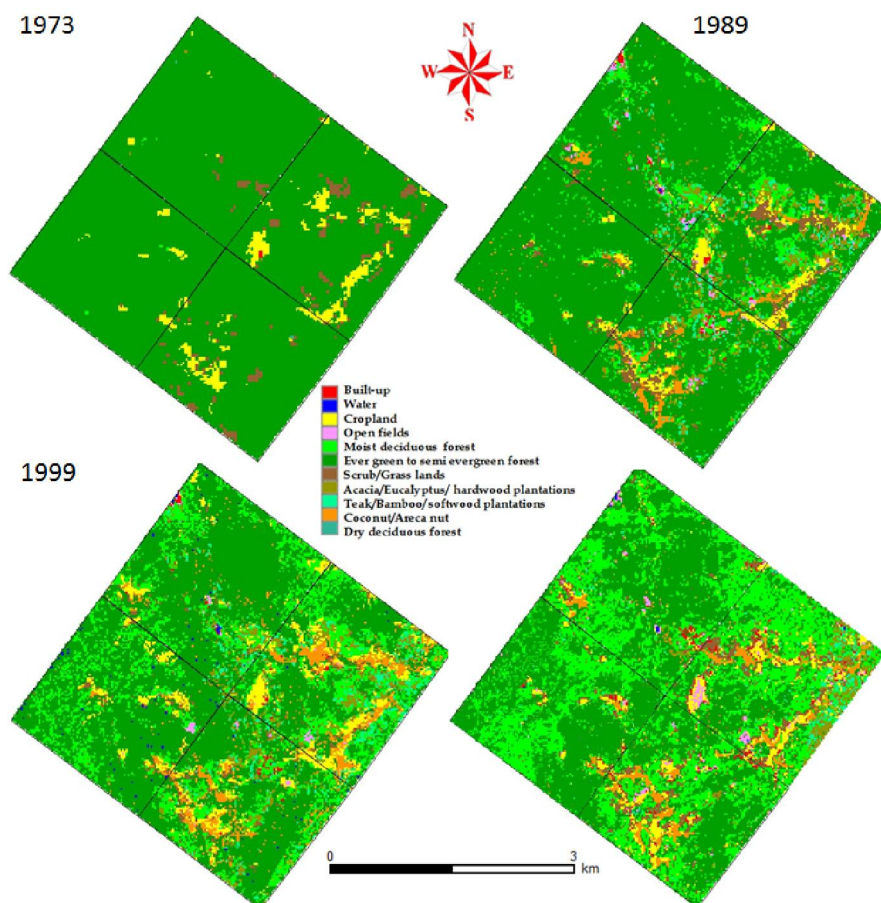 1973
1989
N
W E
S
Built-up
Water
Cropland
Open fields
Moist deciduous forest
Ever green to semi evergreen forest
Scrub/Grass lands
Acacia/Eucalyptus/ hardwood plantations
Teak/Bamboo/softwood plantations
Coconut/Areca nut
Dry deciduous forest
1999
0 3
km